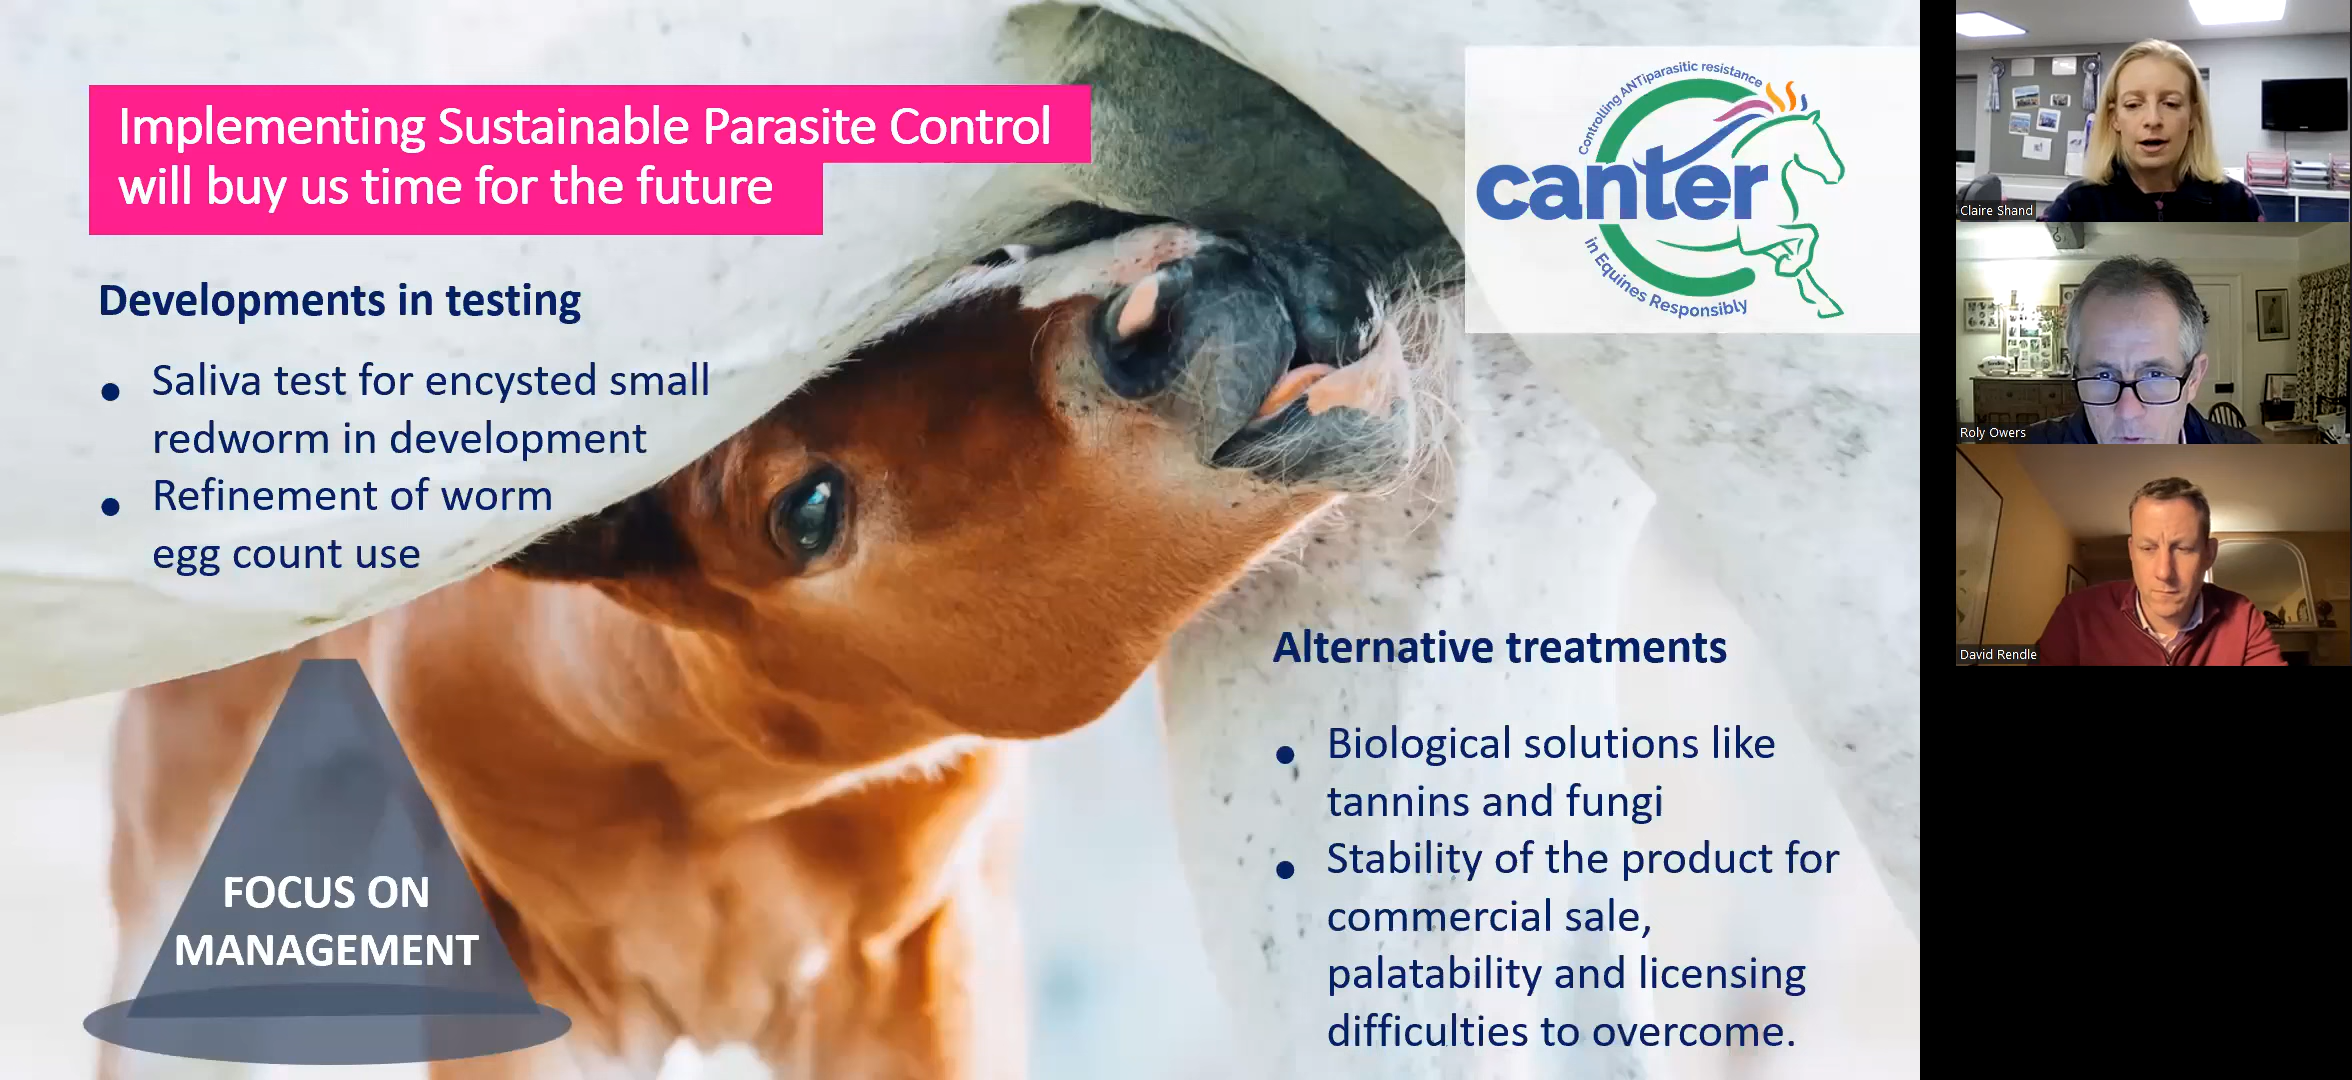 Implementing Sustainable Parasite Control
will buy us time for the future
Controlling ANTiparasitic resistance
canter
in Equines Responsibly
Developments in testing
• Saliva test for encysted small
redworm in development
• Refinement of worm
egg count use
FOCUS ON
MANAGEMENT
Alternative treatments
• Biological solutions like
tannins and fungi
• Stability of the product for
commercial sale,
palatability and licensing
difficulties to overcome.
Claire Shand
Roly Owers
David Rendle